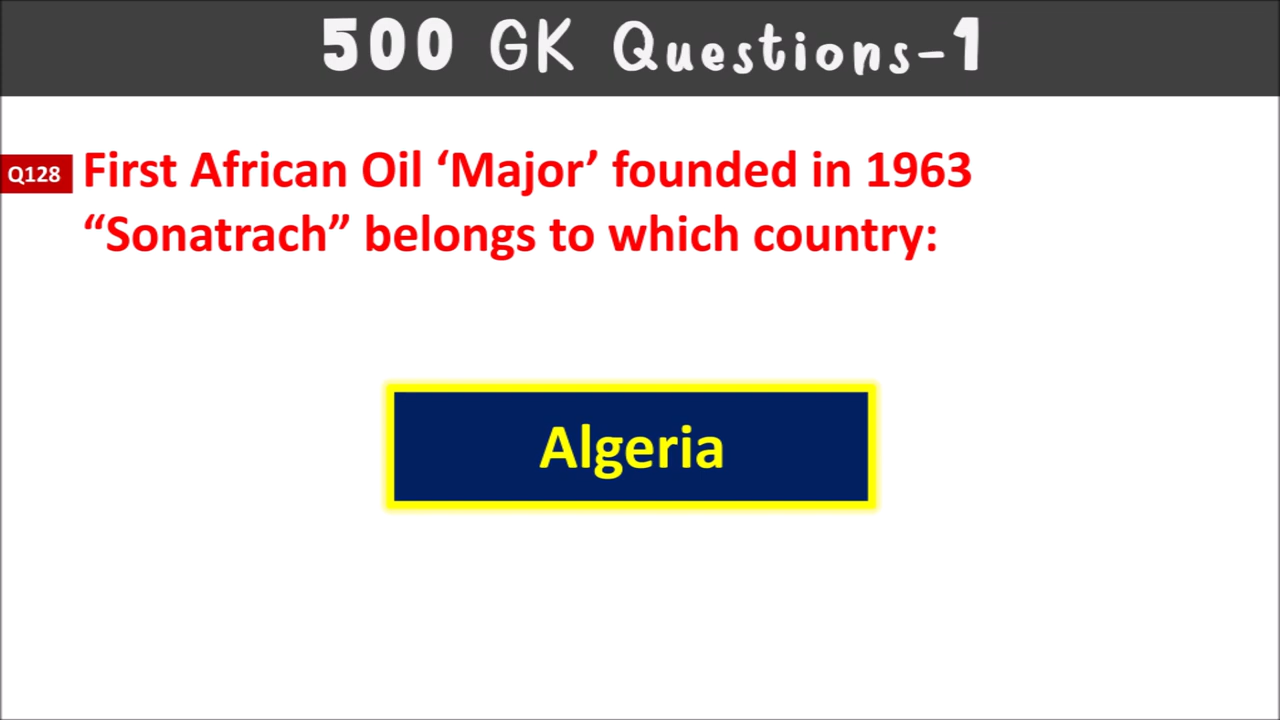 500 GK Questions-1
Q128
First African Oil ‘Major’ founded in 1963
“Sonatrach” belongs to which country:
Algeria